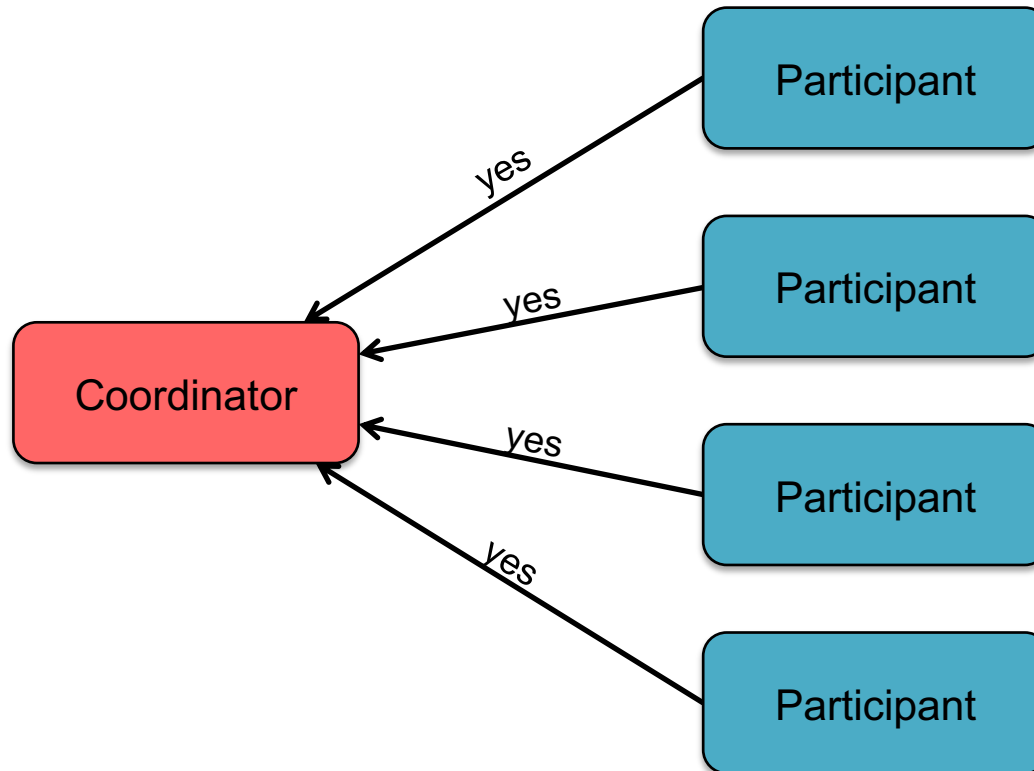 Participant
yes
Participant
yes
Coordinator
yes
Participant
yes
Participant